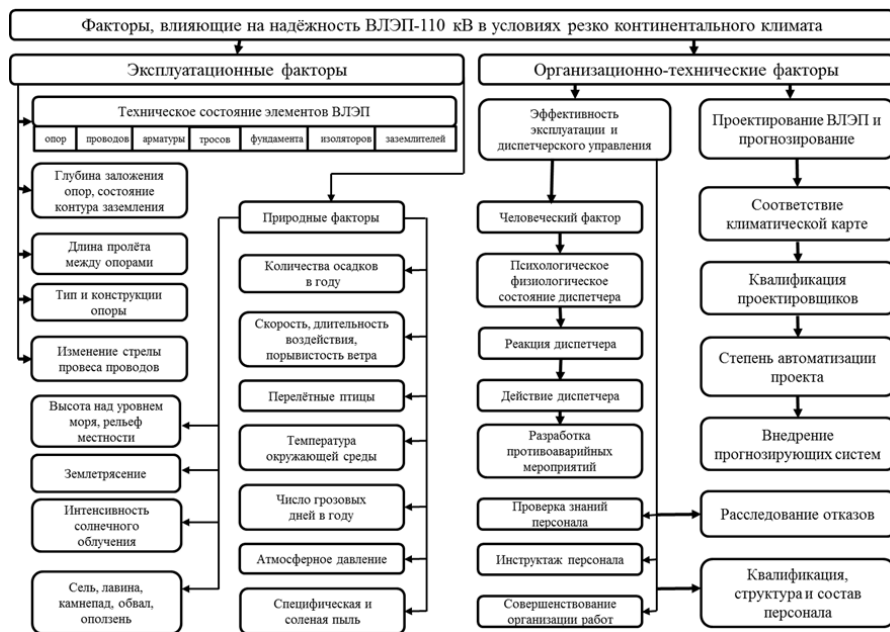 Факторы, влияющие на надёжность ВЛЭП-110 кВ в условиях резко континентального климата
Эксплуатационные факторы
Техническое состояние элементов ВЛЭП
опор проводов арматуры тросов фундамента изоляторов заземлителей
Глубина заложения
опор, состояние
контура заземления
Длина пролёта
между опорами
Тип и конструкции
опоры
Изменение стрелы
провеса проводов
Природные факторы
Высота над уровнем
моря, рельеф
местности
Землетрясение
Интенсивность
солнечного
облучения
Сель, лавина,
камнепад, обвал,
оползень
Количества осадков
в году
Скорость, длительность
воздействия,
порывистость ветра
Перелётные птицы
Температура
окружающей среды
Число грозовых
дней в году
Атмосферное давление
Специфическая и
соленая пыль
Организационно-технические факторы
Эффективность
эксплуатации и
диспетчерского управления
Человеческий фактор
Психологическое
физиологическое
состояние диспетчера
Реакция диспетчера
Действие диспетчера
Разработка
противоаварийных
мероприятий
Проверка знаний
персонала
Инструктаж персонала
Совершенствование
организации работ
Проектирование ВЛЭП и
прогнозирование
Соответствие
климатической карте
Квалификация
проектировщиков
Степень автоматизации
проекта
Внедрение
прогнозирующих систем
Расследование отказов
Квалификация,
структура и состав
персонала